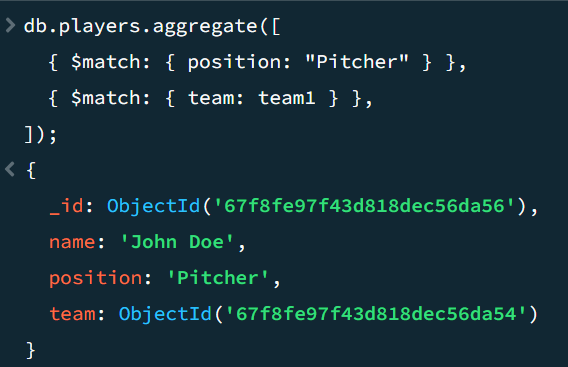 > db.players.aggregate([
{ $match: { position: "Pitcher" } },
{ $match: { team: team1 } },
]);
< {
_id: ObjectId('67f8fe97f43d818dec56da56'),
name: 'John Doe',
position: 'Pitcher',
team: ObjectId('67f8fe97f43d818dec56da54')
}